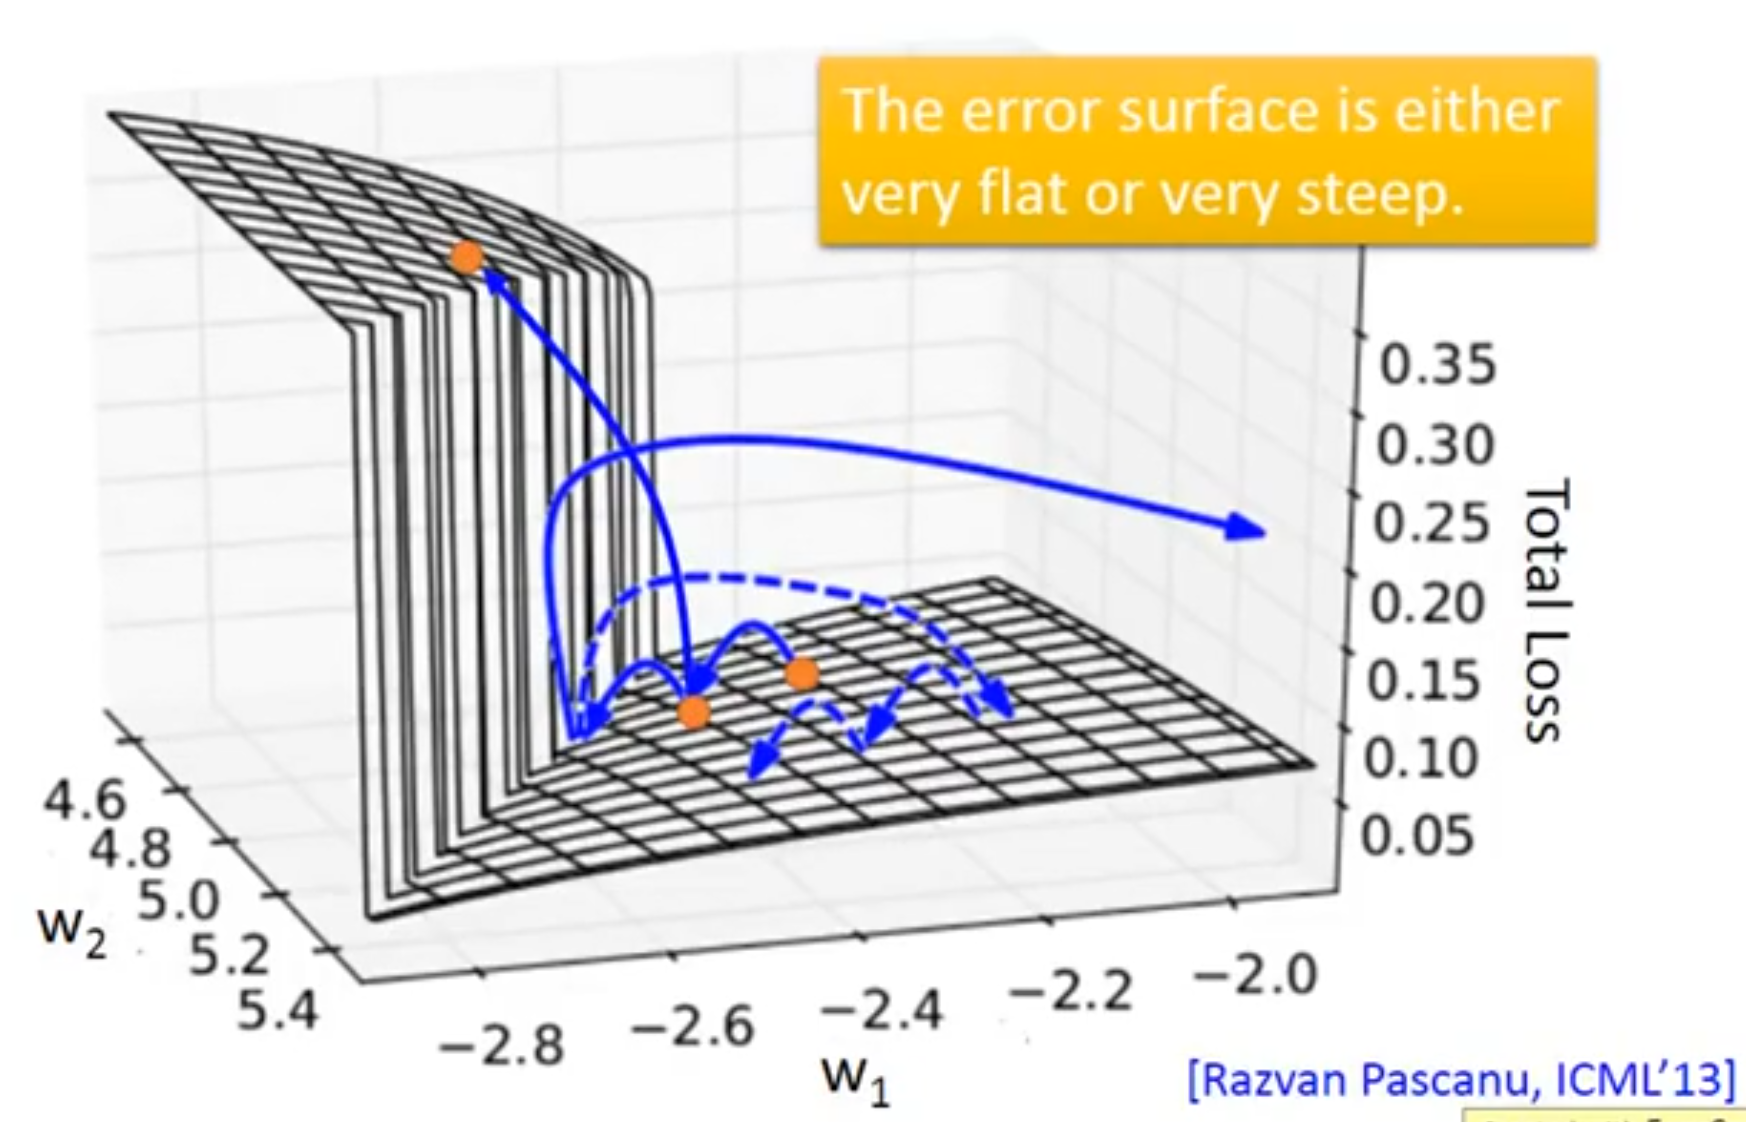 The error surface is either
very flat or very steep.
0.35
0.30
0.25
0.20
0.15
0.10
0.05
Total Loss
4.6
4.8
5.0
5.2
5.4
w2
−2.8
−2.6
−2.4
−2.2
−2.0
w1
[Razvan Pascanu, ICML’13]